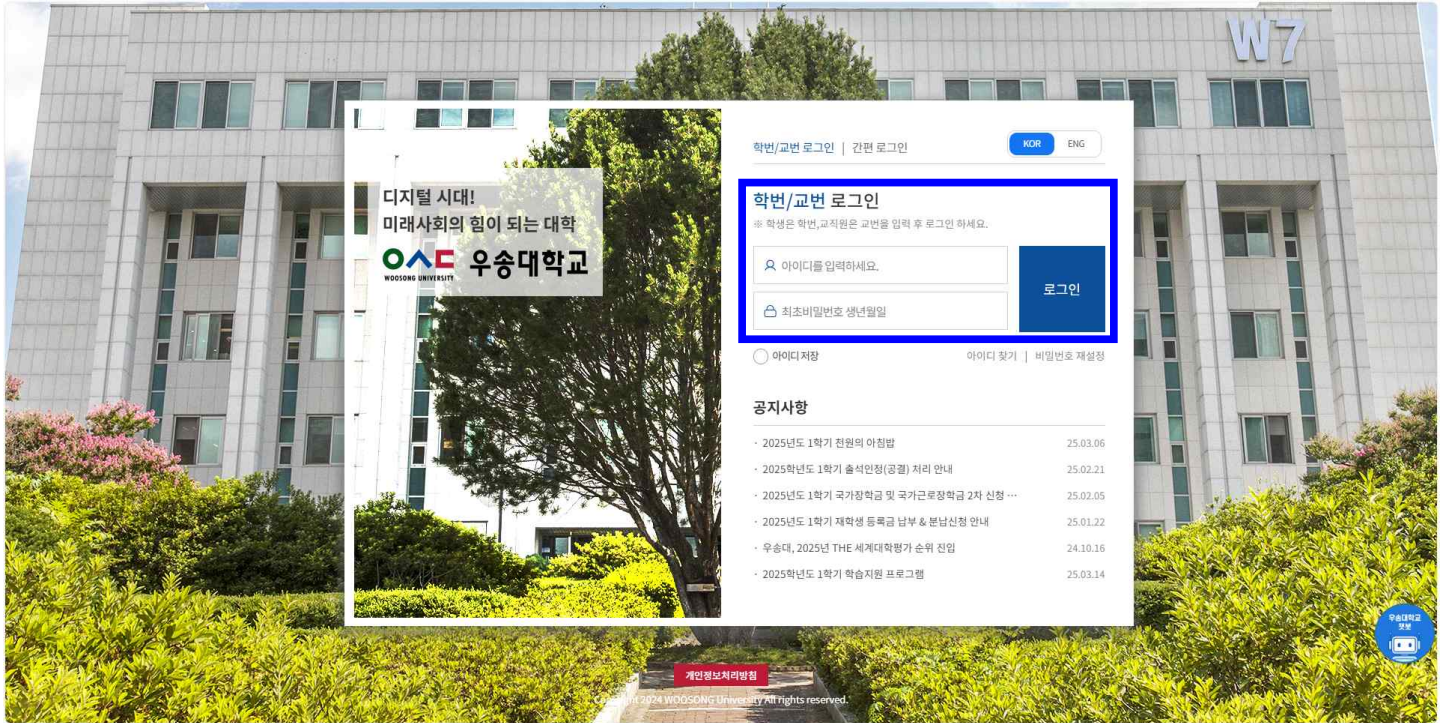 W7
디지털 시대!
미래사회의 힘이 되는 대학
WOOSONG UNIVERSITY 우송대학교
학번/교번 로그인 | 간편 로그인 KOR ENG
학번/교번 로그인
※ 학생은 학번,교직원은 교번을 입력 후 로그인 하세요.
아이디를 입력하세요.
로그인
최초비밀번호 생년월일
아이디 저장 아이디 찾기 | 비밀번호 재설정
공지사항
· 2025년도 1학기 천원의 아침밥 25.03.06
· 2025학년도 1학기 출석인정(공결) 처리 안내 25.02.21
· 2025년도 1학기 국가장학금 및 국가근로장학금 2차 신청 ⋯ 25.02.05
· 2025년도 1학기 재학생 등록금 납부 & 분납신청 안내 25.01.22
· 우송대, 2025년 THE 세계대학평가 순위 진입 24.10.16
· 2025학년도 1학기 학습지원 프로그램 25.03.14
우송대학교
챗봇
개인정보처리방침
Copyright 2024 WOOSONG University All rights reserved.